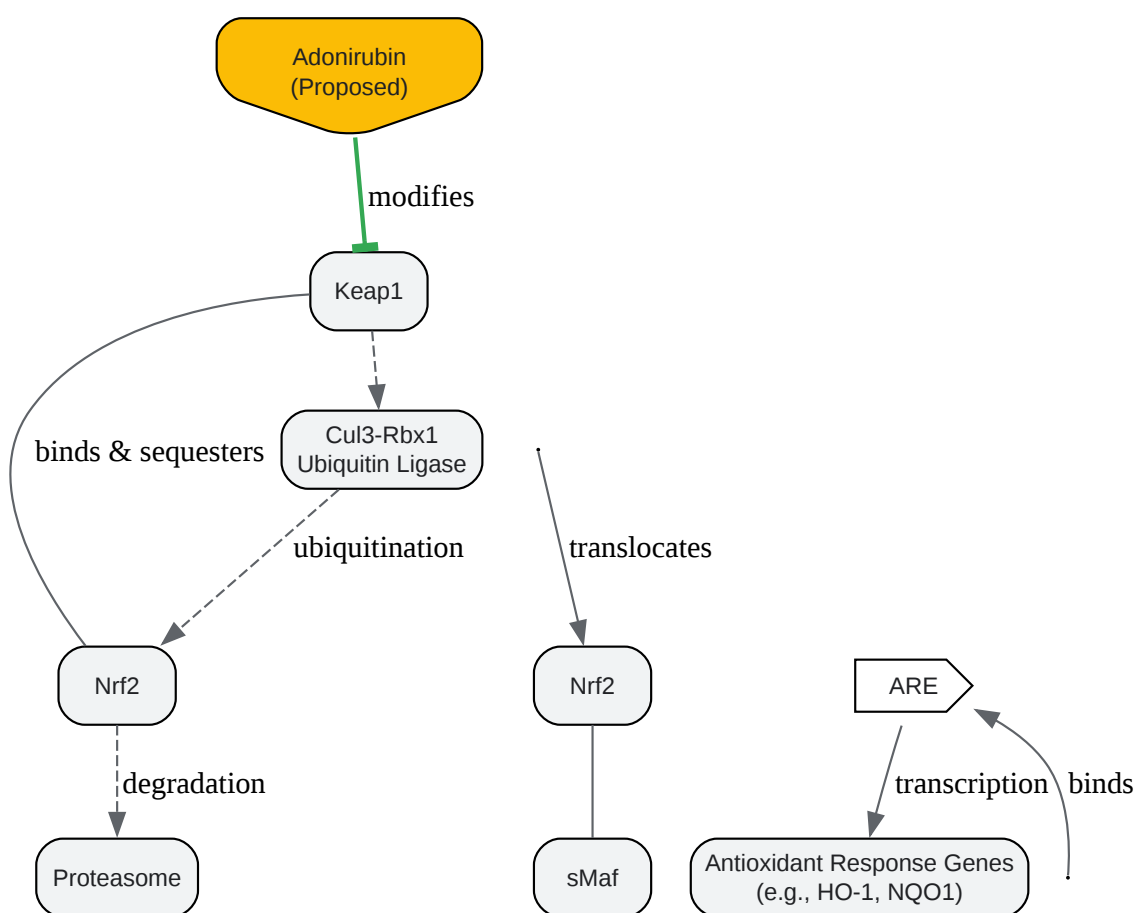 Adonirubin
(Proposed)
modifies
Keap1
binds & sequesters
Cul3-Rbx1
Ubiquitin Ligase
ubiquitination
translocates
Nrf2
Nrf2
ARE
degradation
transcription
binds
Proteasome
sMaf
Antioxidant Response Genes
(e.g., HO-1, NQO1)